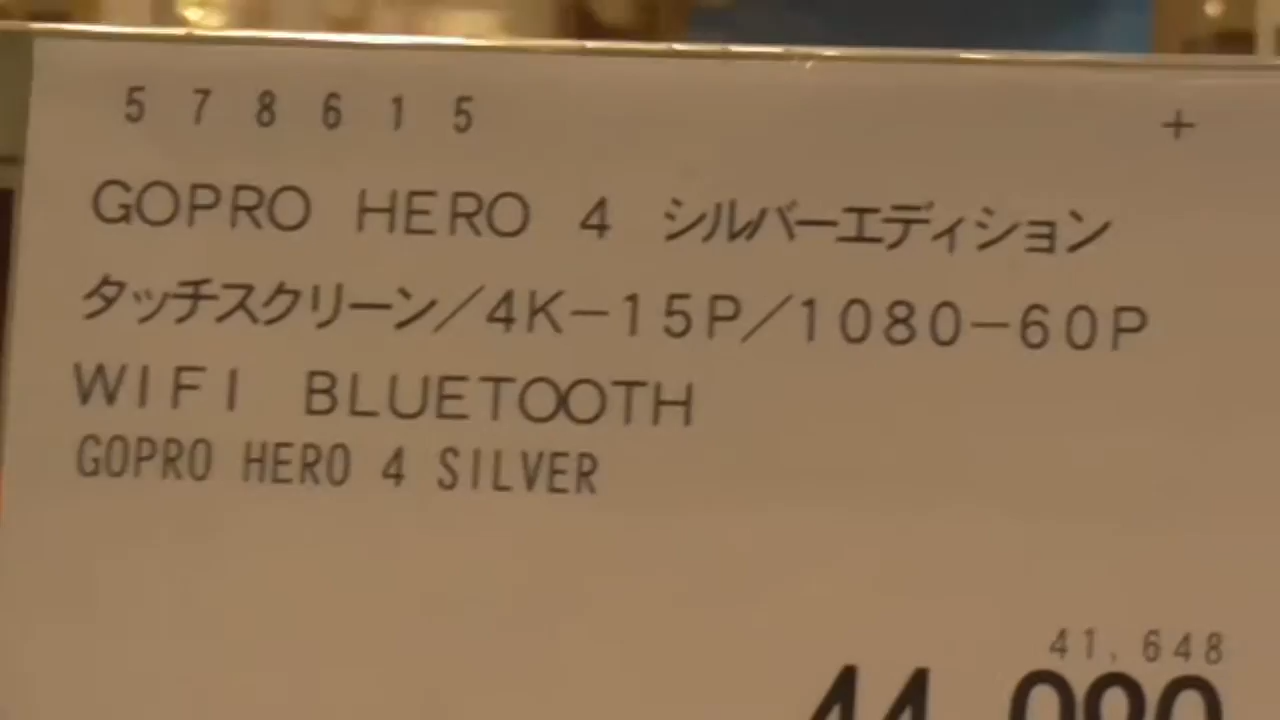 578615 +
GOPRO HERO 4 シルバーエディション
タッチスクリーン/4K-15P/1080-60P
WIFI BLUETOOTH
GOPRO HERO 4 SILVER
41,648